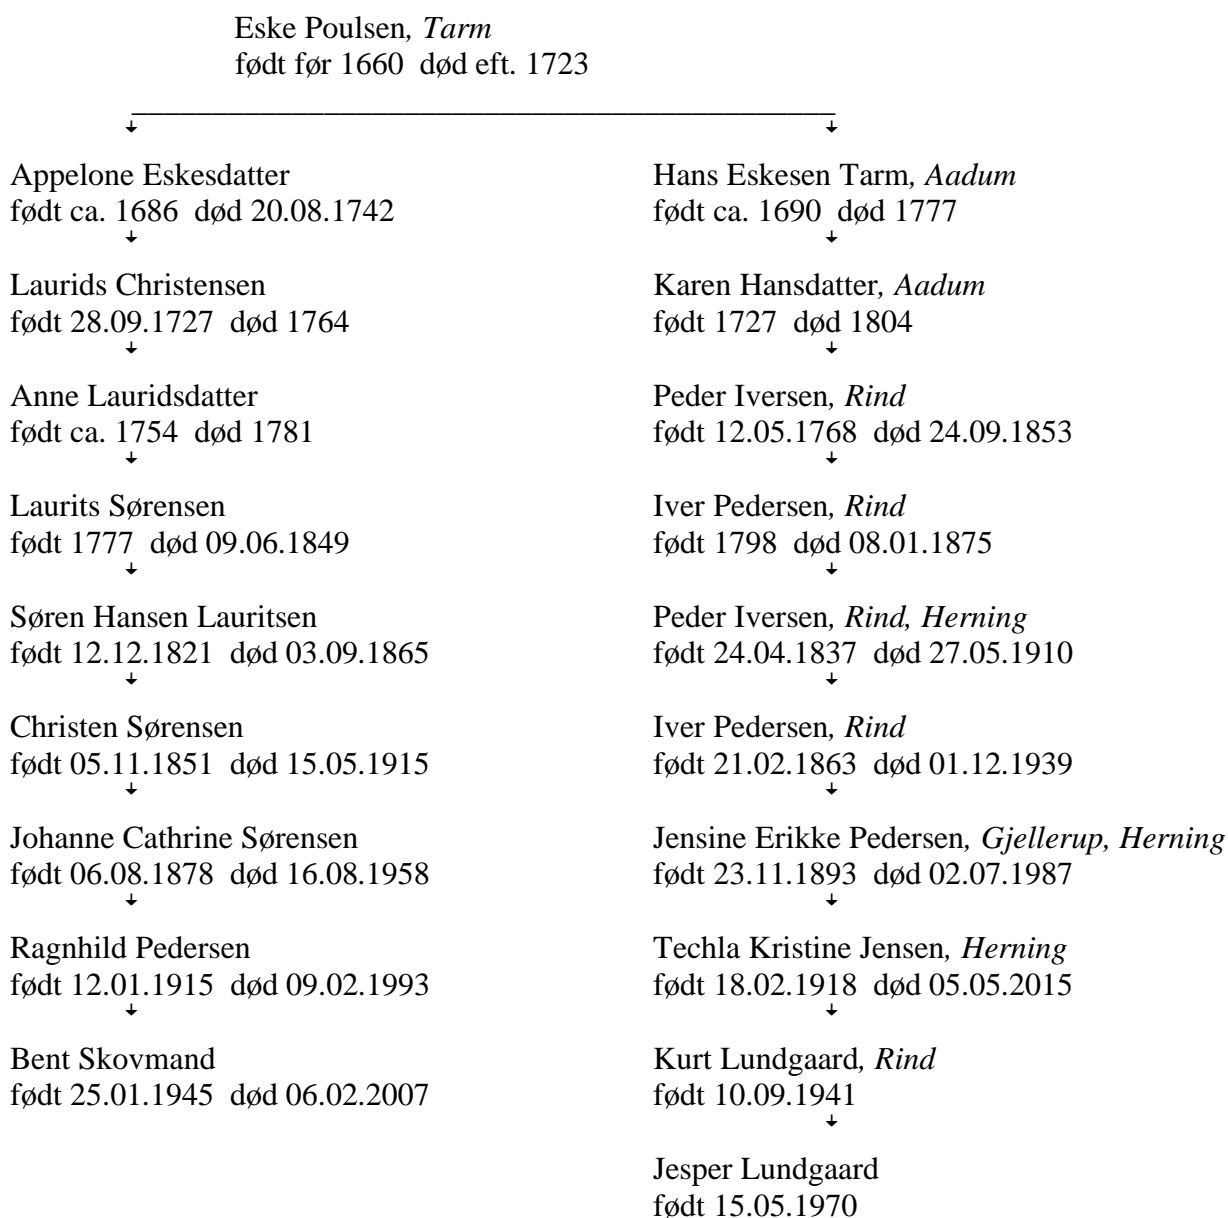 Eske Poulsen, Tarm
født før 1660 død eft. 1723
Appelone Eskesdatter
født ca. 1686 død 20.08.1742
Laurids Christensen
født 28.09.1727 død 1764
Anne Lauridsdatter
født ca. 1754 død 1781
Laurits Sørensen
født 1777 død 09.06.1849
Søren Hansen Lauritsen
født 12.12.1821 død 03.09.1865
Christen Sørensen
født 05.11.1851 død 15.05.1915
Johanne Cathrine Sørensen
født 06.08.1878 død 16.08.1958
Ragnhild Pedersen
født 12.01.1915 død 09.02.1993
Bent Skovmand
født 25.01.1945 død 06.02.2007
Hans Eskesen Tarm, Aadum
født ca. 1690 død 1777
Karen Hansdatter, Aadum
født 1727 død 1804
Peder Iversen, Rind
født 12.05.1768 død 24.09.1853
Iver Pedersen, Rind
født 1798 død 08.01.1875
Peder Iversen, Rind, Herning
født 24.04.1837 død 27.05.1910
Iver Pedersen, Rind
født 21.02.1863 død 01.12.1939
Jensine Erikke Pedersen, Gjellerup, Herning
født 23.11.1893 død 02.07.1987
Techla Kristine Jensen, Herning
født 18.02.1918 død 05.05.2015
Kurt Lundgaard, Rind
født 10.09.1941
Jesper Lundgaard
født 15.05.1970